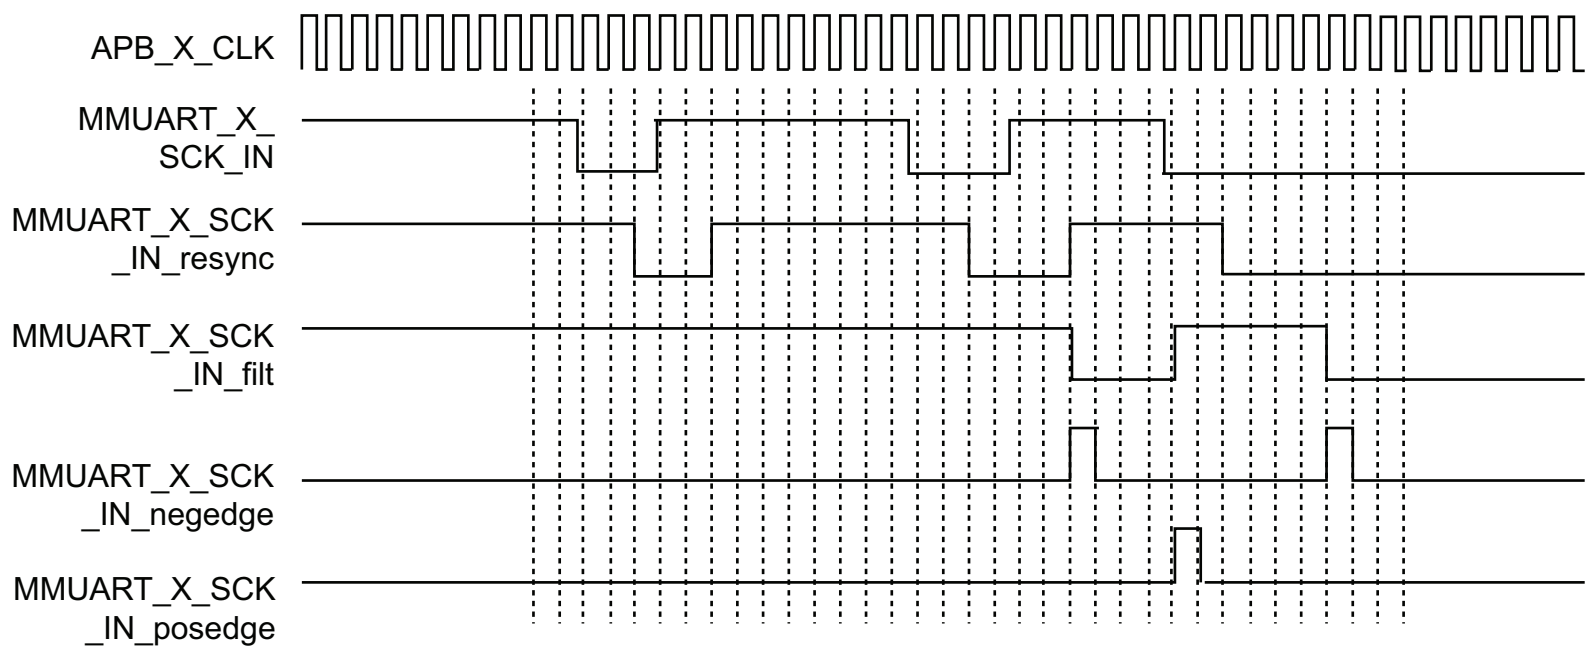 APB_X_CLK
MMUART_X_
SCK_IN
MMUART_X_SCK
_IN_resync
MMUART_X_SCK
_IN_filt
MMUART_X_SCK
_IN_negedge
MMUART_X_SCK
_IN_posedge